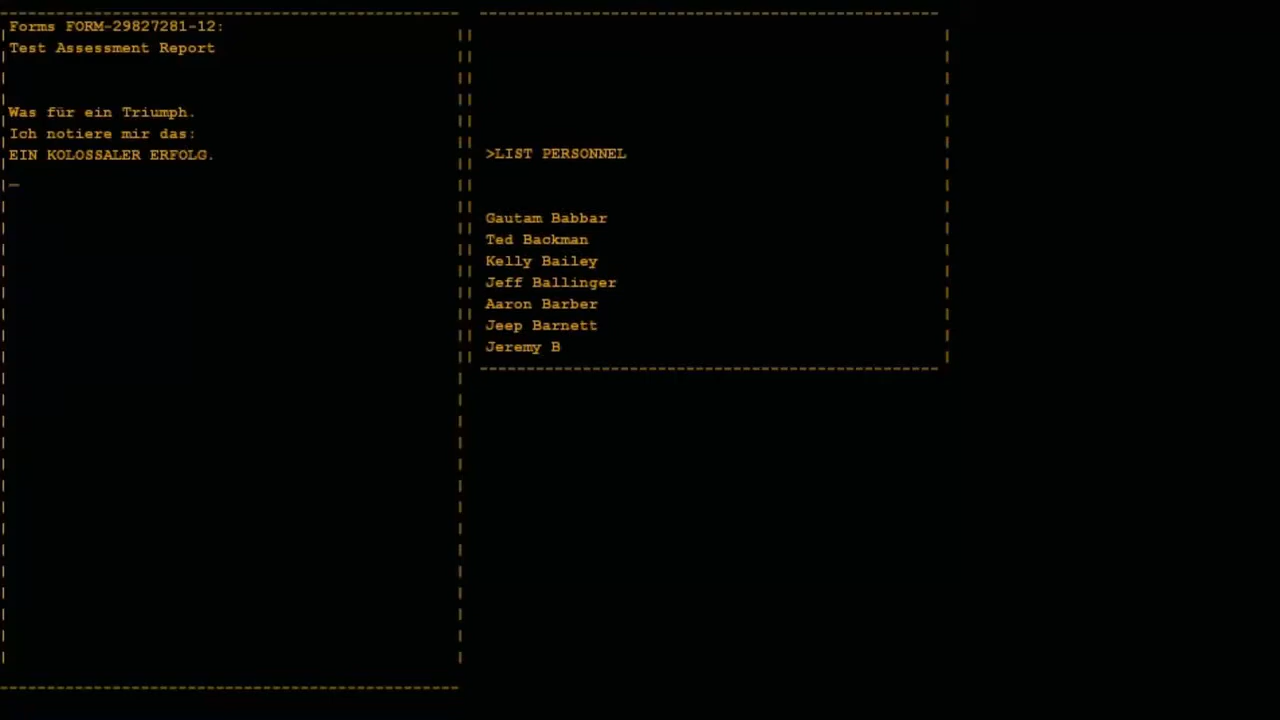 Forms FORM-29827281-12:
Test Assessment Report
Was für ein Triumph.
Ich notiere mir das:
EIN KOLOSSALER ERFOLG.
>LIST PERSONNEL
Gautam Babbar
Ted Backman
Kelly Bailey
Jeff Ballinger
Aaron Barber
Jeep Barnett
Jeremy B